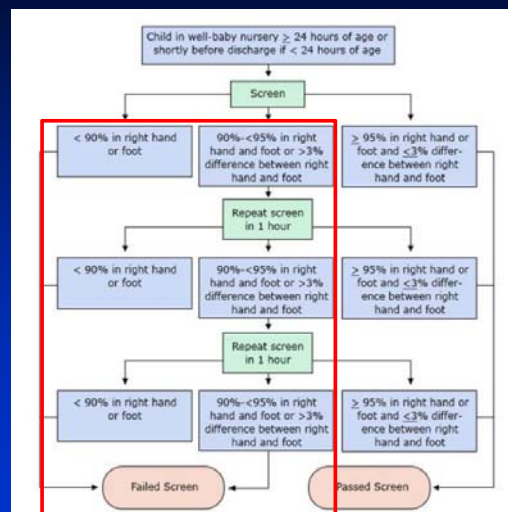 Child in well-baby nursery ≥ 24 hours of age or
shortly before discharge if < 24 hours of age
Screen
< 90% in right hand
or foot
90%-<95% in right
hand and foot or >3%
difference between right
hand and foot
≥ 95% in right hand or
foot and ≤3% differ-
ence between right
hand and foot
Repeat screen
in 1 hour
< 90% in right hand
or foot
90%-<95% in right
hand and foot or >3%
difference between right
hand and foot
≥ 95% in right hand or
foot and ≤3% differ-
ence between right
hand and foot
Repeat screen
in 1 hour
< 90% in right hand
or foot
90%-<95% in right
hand and foot or >3%
difference between right
hand and foot
≥ 95% in right hand or
foot and ≤3% differ-
ence between right
hand and foot
Failed Screen
Passed Screen